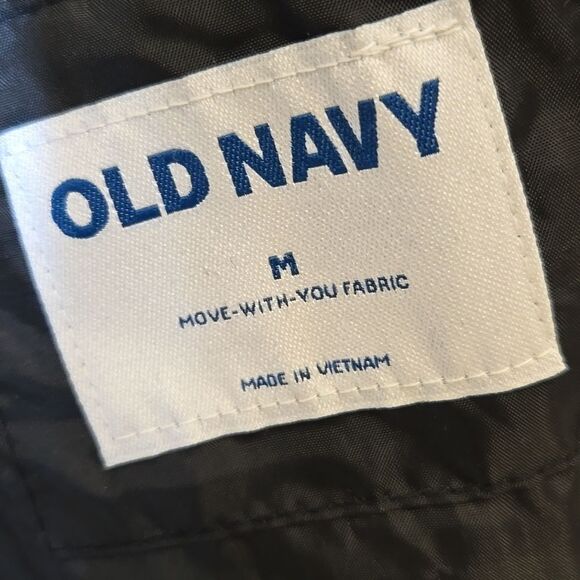 OLD NAVY
M
MOVE-WITH-YOU FABRIC
MADE IN VIETNAM